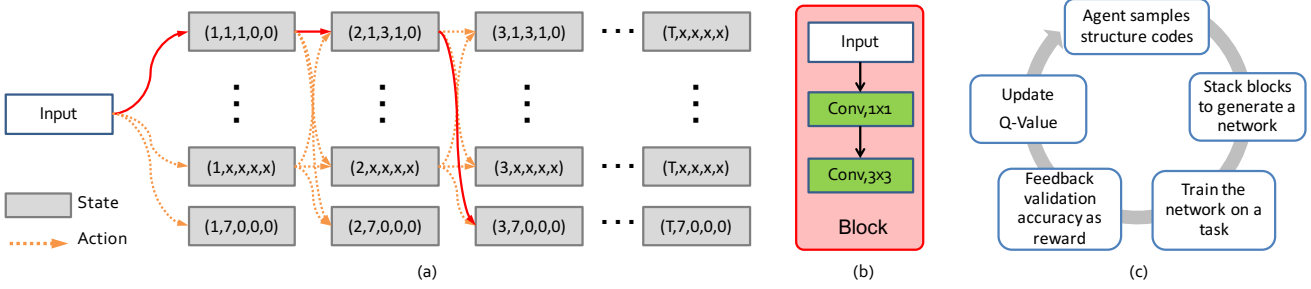 (1,1,1,0,0) (2,1,3,1,0) (3,1,3,1,0) ... (T,x,x,x,x)
Input
(1,x,x,x,x) (2,x,x,x,x) (3,x,x,x,x) ... (T,x,x,x,x)
(1,7,0,0,0) (2,7,0,0,0) (3,7,0,0,0) ... (T,7,0,0,0)
State
Action
(a)
Input
Conv,1x1
Conv,3x3
Block
(b)
Agent samples
structure codes
Stack blocks
to generate a
network
Train the
network on a
task
Feedback
validation
accuracy as
reward
Update
Q-Value
(c)